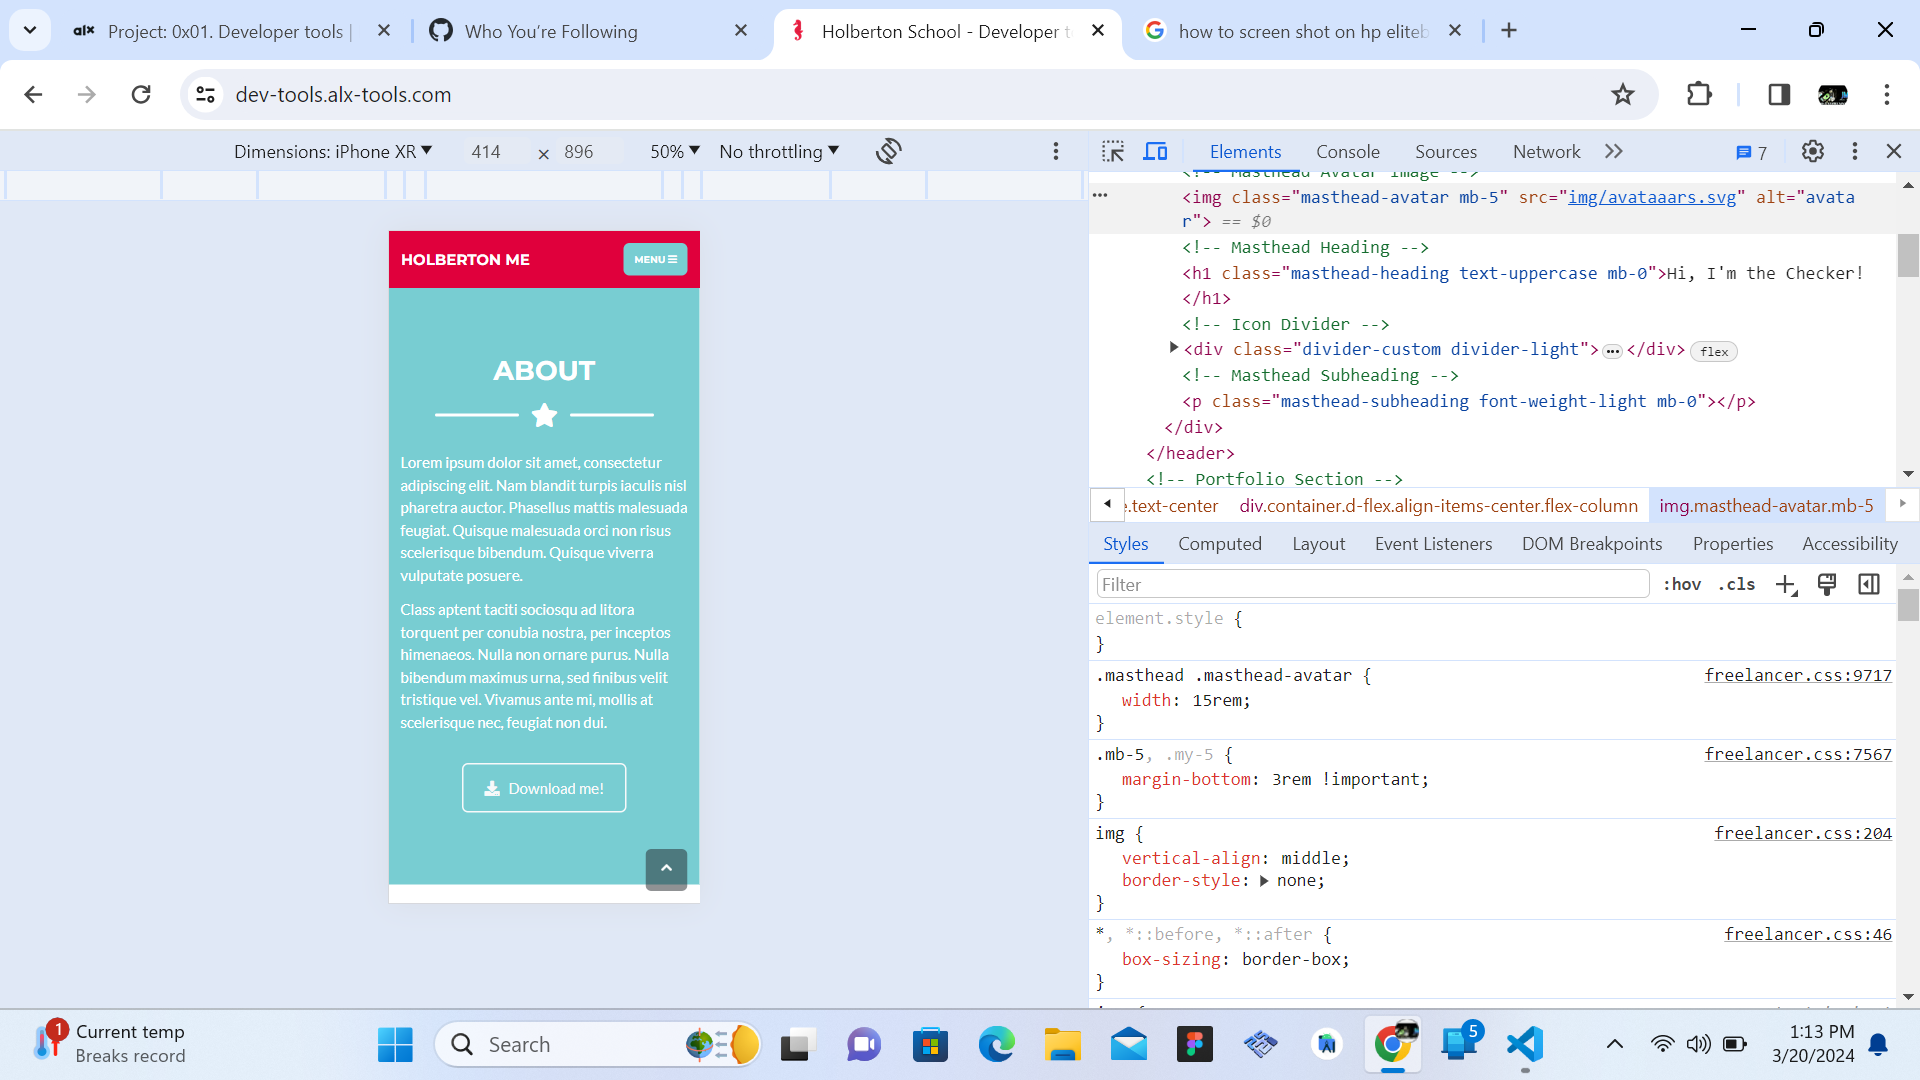 alx Project: 0x01. Developer tools |
Who You’re Following
Holberton School - Developer t
how to screen shot on hp eliteb
dev-tools.alx-tools.com
Dimensions: iPhone XR 414 × 896 50% No throttling
Elements Console Sources Network 7
HOLBERTON ME
MENU
ABOUT
Lorem ipsum dolor sit amet, consectetur
adipiscing elit. Nam blandit turpis iaculis nisl
pharetra auctor. Phasellus mattis malesuada
feugiat. Quisque malesuada orci non risus
scelerisque bibendum. Quisque viverra
vulputate posuere.
Class aptent taciti sociosqu ad litora
torquent per conubia nostra, per inceptos
himenaeos. Nulla non ornare purus. Nulla
bibendum maximus urna, sed finibus velit
tristique vel. Vivamus ante mi, mollis at
scelerisque nec, feugiat non dui.
Download me!
<!-- Masthead Avatar Image -->
<img class="masthead-avatar mb-5" src="img/avataaars.svg" alt="avata
r"> == $0
<!-- Masthead Heading -->
<h1 class="masthead-heading text-uppercase mb-0">Hi, I'm the Checker!
</h1>
<!-- Icon Divider -->
<div class="divider-custom divider-light"> ••• </div> flex
<!-- Masthead Subheading -->
<p class="masthead-subheading font-weight-light mb-0"></p>
</div>
</header>
<!-- Portfolio Section -->
e.text-center div.container.d-flex.align-items-center.flex-column img.masthead-avatar.mb-5
Styles Computed Layout Event Listeners DOM Breakpoints Properties Accessibility
Filter :hov .cls
element.style {
}
.masthead .masthead-avatar { freelancer.css:9717
width: 15rem;
}
.mb-5, .my-5 { freelancer.css:7567
margin-bottom: 3rem !important;
}
img { freelancer.css:204
vertical-align: middle;
border-style: none;
}
*, *::before, *::after { freelancer.css:46
box-sizing: border-box;
}
1 Current temp
Breaks record
Search
5
1:13 PM
3/20/2024